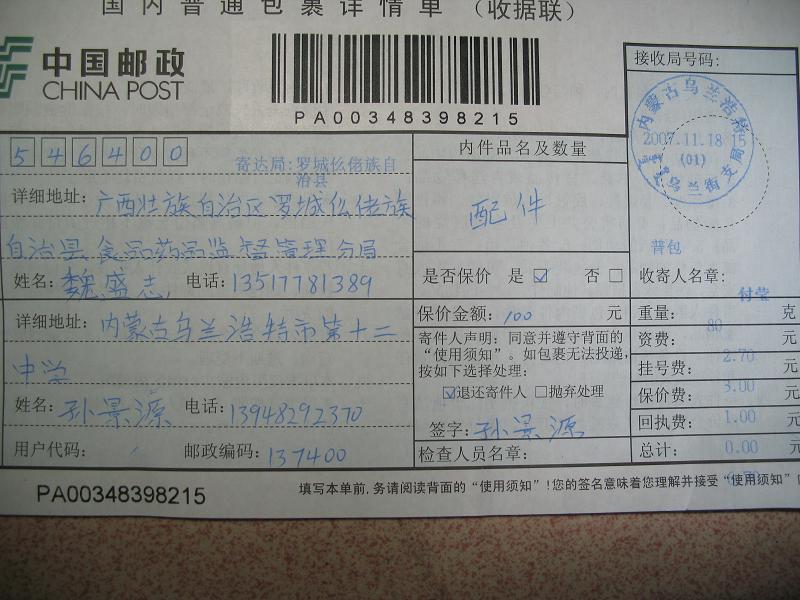 国内普通包裹详情单（收据联）
中国邮政
CHINA POST
PA00348398215
接收局号码:
内蒙古乌兰浩特
2007.11.18 15
(01)
乌兰街支局
546400
寄达局:罗城仫佬族自
治县
详细地址: 广西壮族自治区罗城仫佬族
自治县食品药品监督管理分局
姓名: 魏盛志 电话: 13517781389
内件品名及数量
配件
是否保价 是 ☑ 否 □
普包
收寄人名章:
付莹
详细地址: 内蒙古乌兰浩特市第十二
中学
姓名: 孙景源 电话: 13948292370
用户代码: 邮政编码: 137400
保价金额: 100 元
寄件人声明: 同意并遵守背面的
“使用须知”。如包裹无法投递,
按如下选择处理:
☑退还寄件人 □抛弃处理
签字: 孙景源
检查人员名章:
重量: 80 克
资费: 2.70 元
挂号费: 3.00 元
保价费: 1.00 元
回执费: 0.00 元
总计: 元
PA00348398215
填写本单前,务请阅读背面的“使用须知”!您的签名意味着您理解并接受“使用须知”